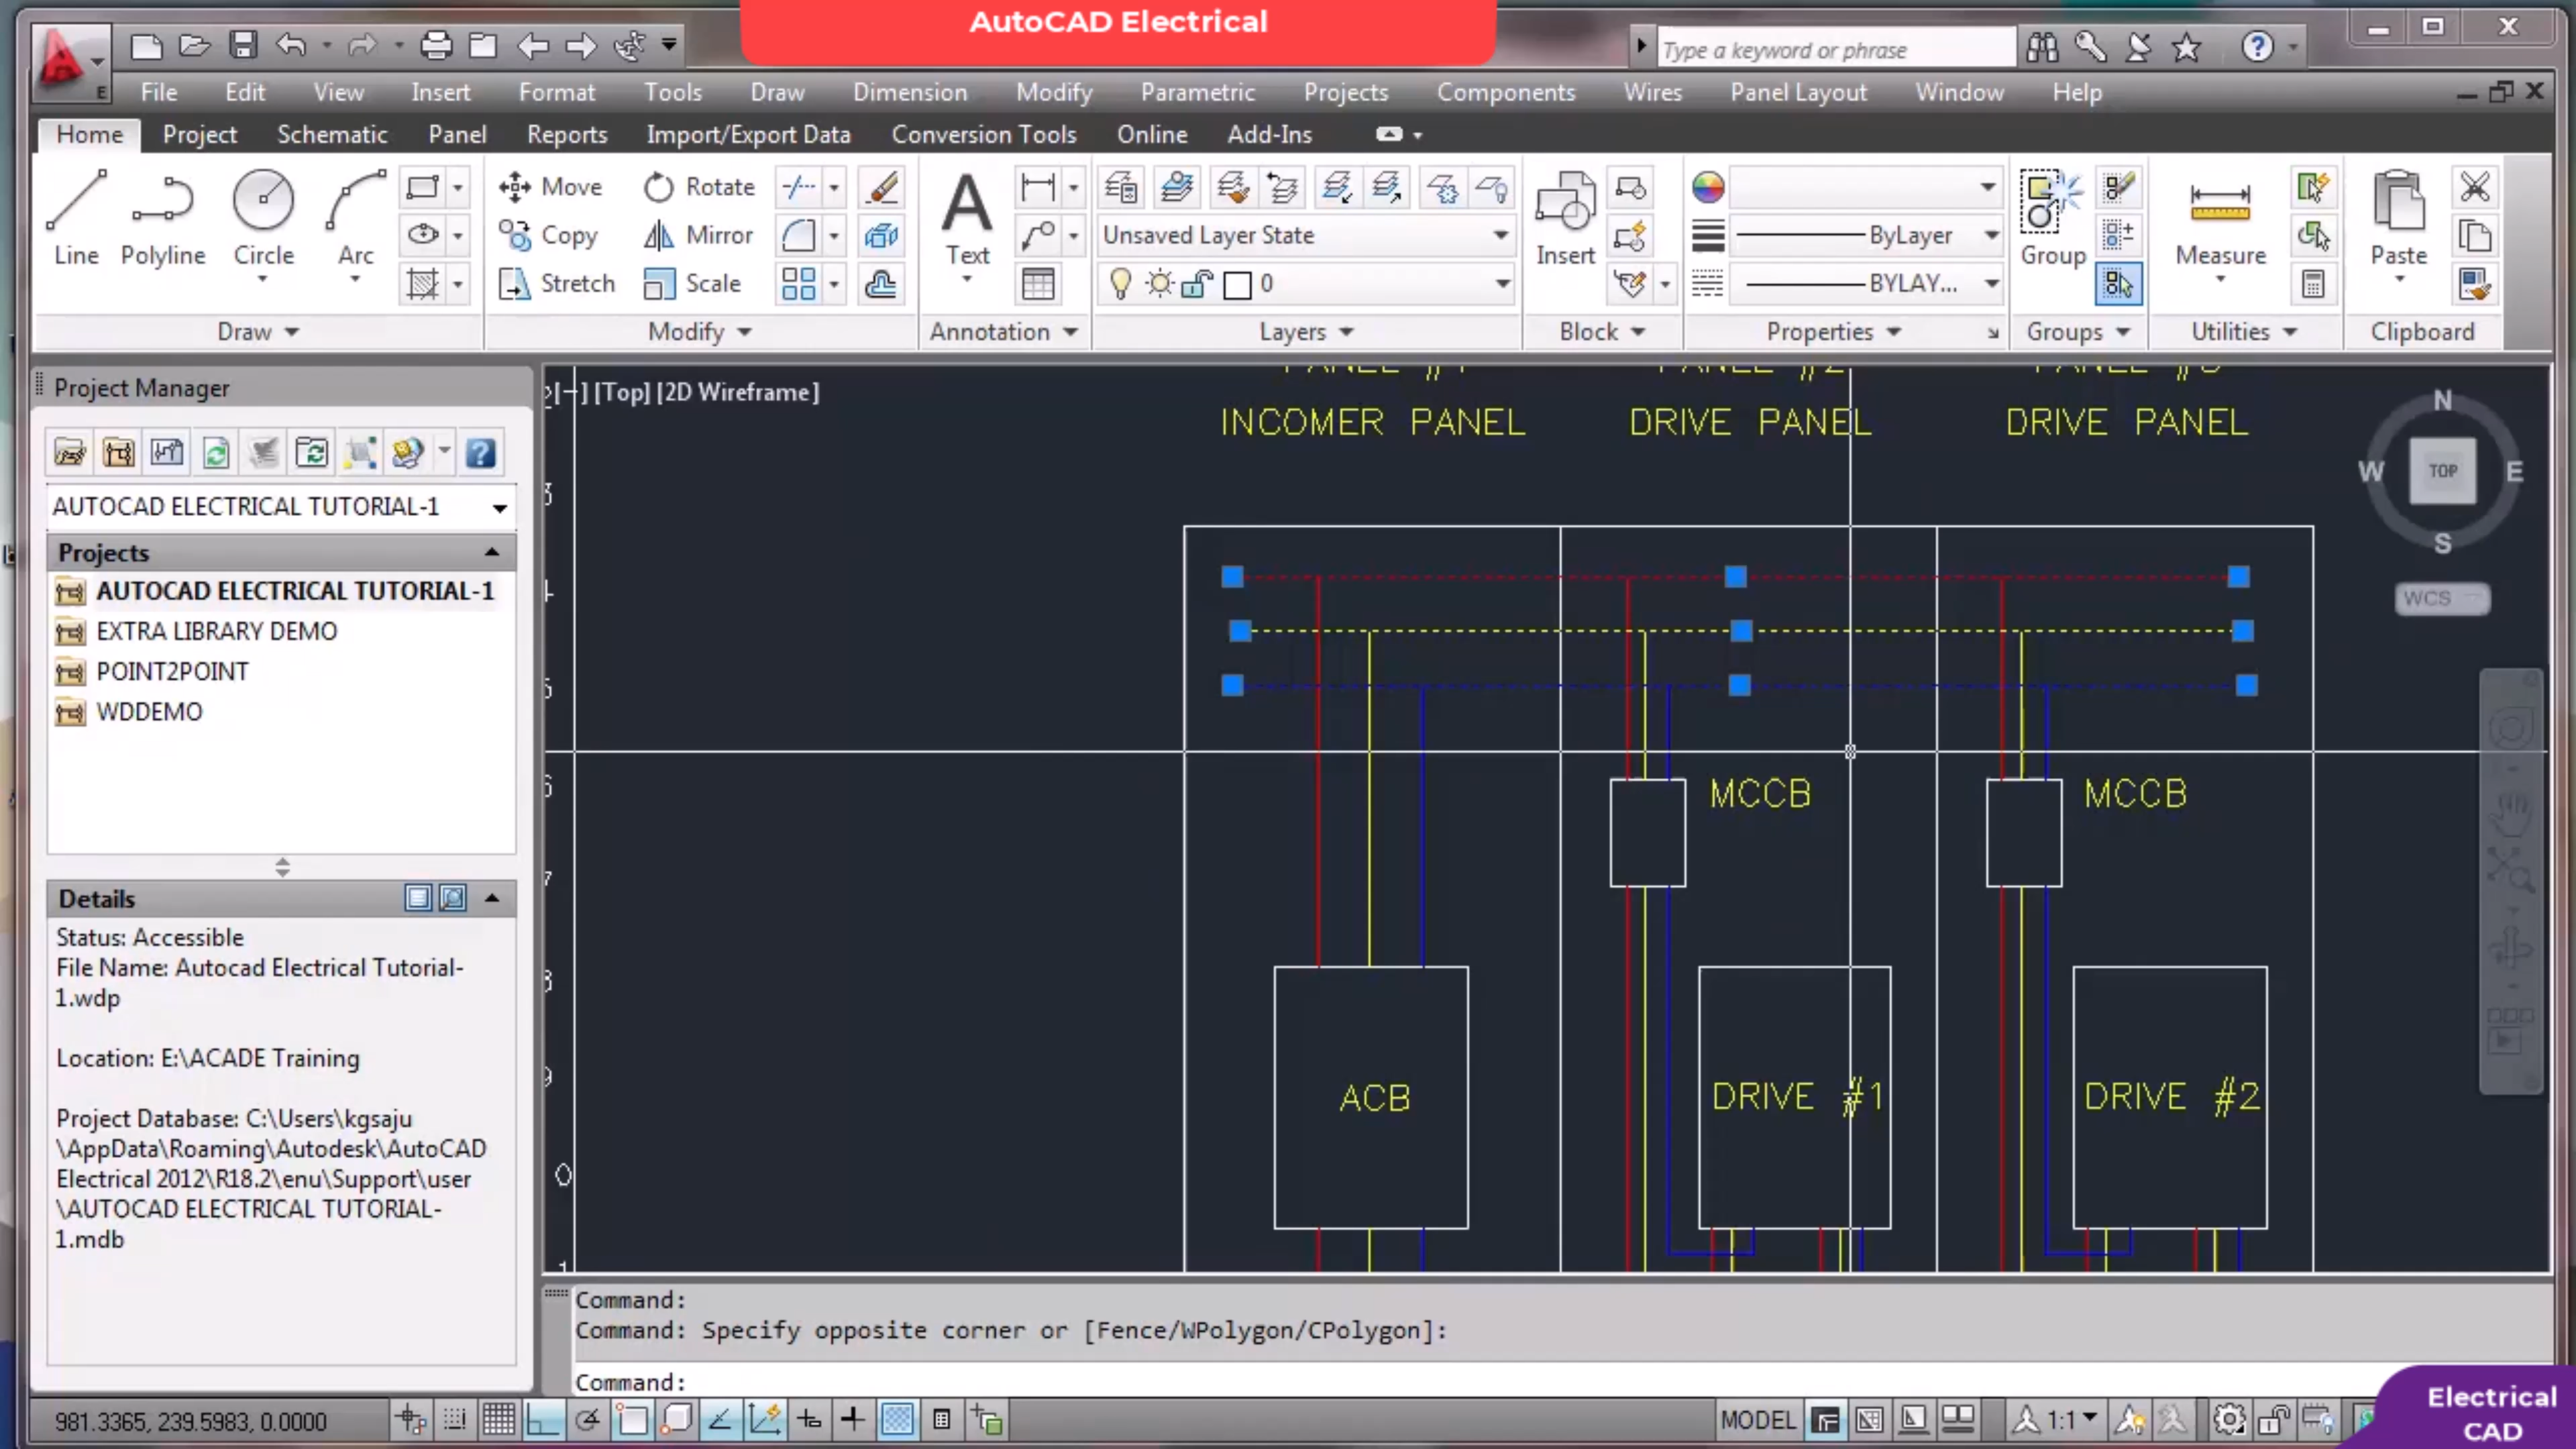 AutoCAD Electrical
Type a keyword or phrase
File Edit View Insert Format Tools Draw Dimension Modify Parametric Projects Components Wires Panel Layout Window Help
Home Project Schematic Panel Reports Import/Export Data Conversion Tools Online Add-Ins
Move Rotate
Copy Mirror Unsaved Layer State ByLayer
Line Polyline Circle Arc Text Insert Group Measure Paste
Stretch Scale 0 BYLAY...
Draw Modify Annotation Layers Block Properties Groups Utilities Clipboard
Project Manager
AUTOCAD ELECTRICAL TUTORIAL-1
Projects
AUTOCAD ELECTRICAL TUTORIAL-1
EXTRA LIBRARY DEMO
POINT2POINT
WDDEMO
Details
Status: Accessible
File Name: Autocad Electrical Tutorial-
1.wdp
Location: E:\ACADE Training
Project Database: C:\Users\kgsaju
\AppData\Roaming\Autodesk\AutoCAD
Electrical 2012\R18.2\enu\Support\user
\AUTOCAD ELECTRICAL TUTORIAL-
1.mdb
[−] [Top] [2D Wireframe]
INCOMER PANEL DRIVE PANEL DRIVE PANEL
N
W TOP E
S
WCS
MCCB MCCB
ACB DRIVE #1 DRIVE #2
Command:
Command: Specify opposite corner or [Fence/WPolygon/CPolygon]:
Command:
981.3365, 239.5983, 0.0000 MODEL 1:1
Electrical
CAD